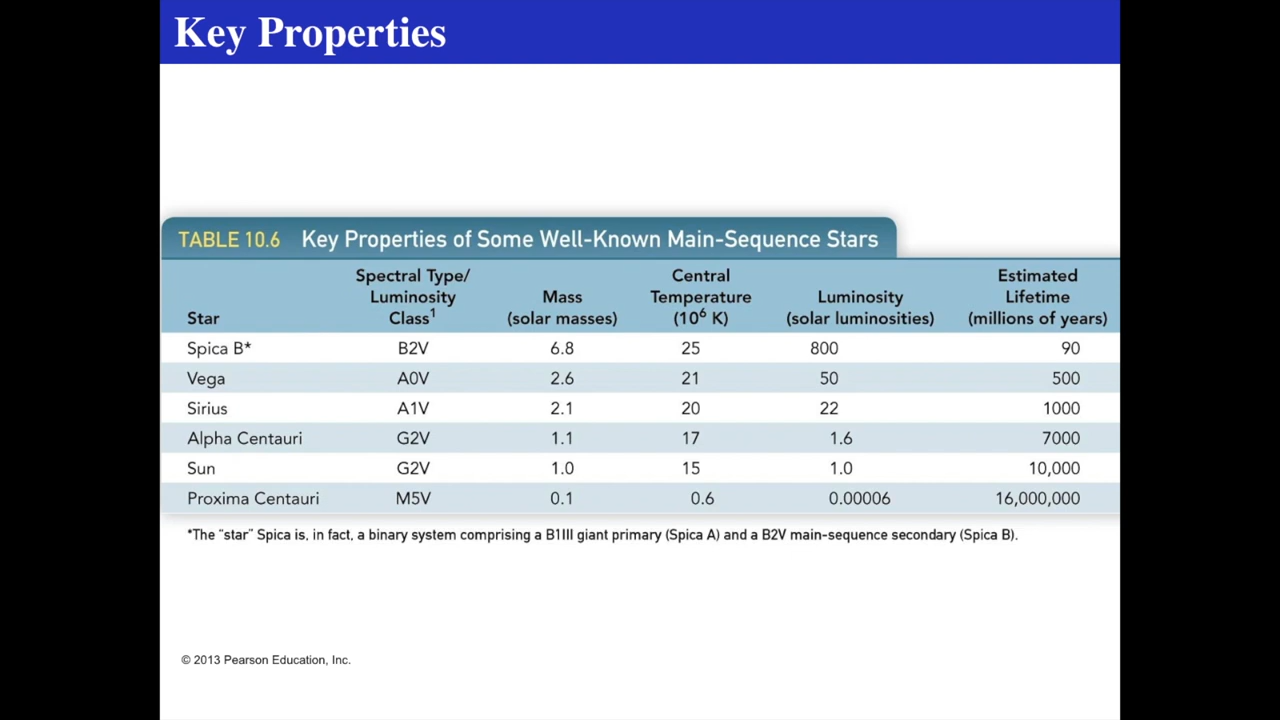 Key Properties
TABLE 10.6 Key Properties of Some Well-Known Main-Sequence Stars
Star Spectral Type/ Luminosity Class¹ Mass (solar masses) Central Temperature (10⁶ K) Luminosity (solar luminosities) Estimated Lifetime (millions of years)
Spica B* B2V 6.8 25 800 90
Vega A0V 2.6 21 50 500
Sirius A1V 2.1 20 22 1000
Alpha Centauri G2V 1.1 17 1.6 7000
Sun G2V 1.0 15 1.0 10,000
Proxima Centauri M5V 0.1 0.6 0.00006 16,000,000
*The “star” Spica is, in fact, a binary system comprising a B1III giant primary (Spica A) and a B2V main-sequence secondary (Spica B).
© 2013 Pearson Education, Inc.